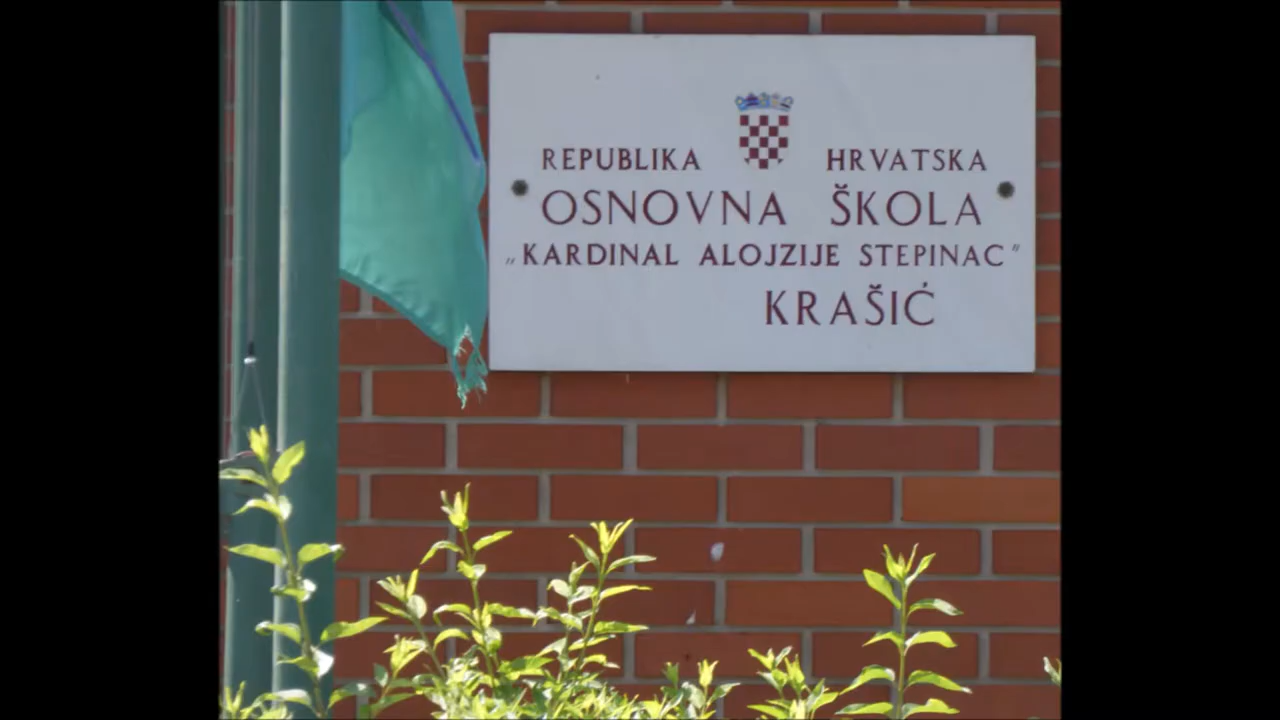 REPUBLIKA HRVATSKA
OSNOVNA ŠKOLA
„KARDINAL ALOJZIJE STEPINAC”
KRAŠIĆ